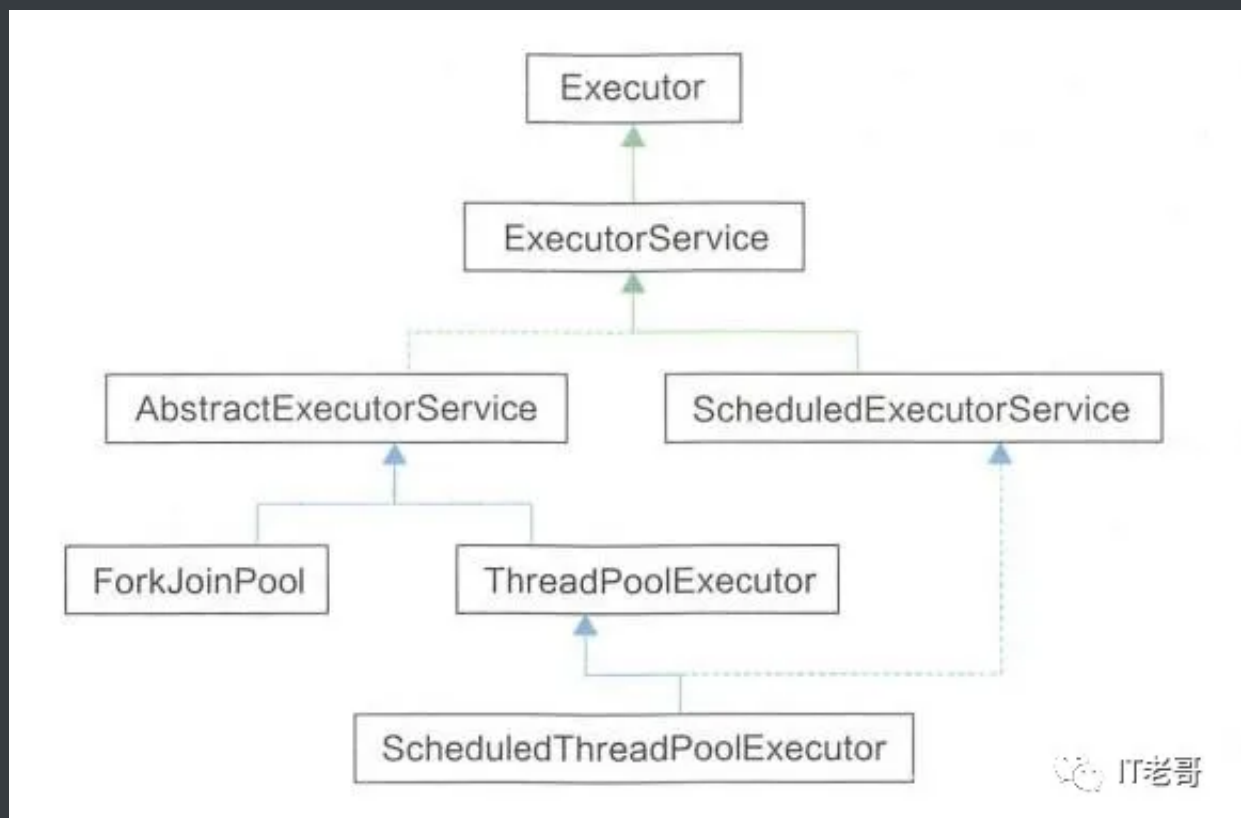 Executor
ExecutorService
AbstractExecutorService
ScheduledExecutorService
ForkJoinPool
ThreadPoolExecutor
ScheduledThreadPoolExecutor
IT老哥